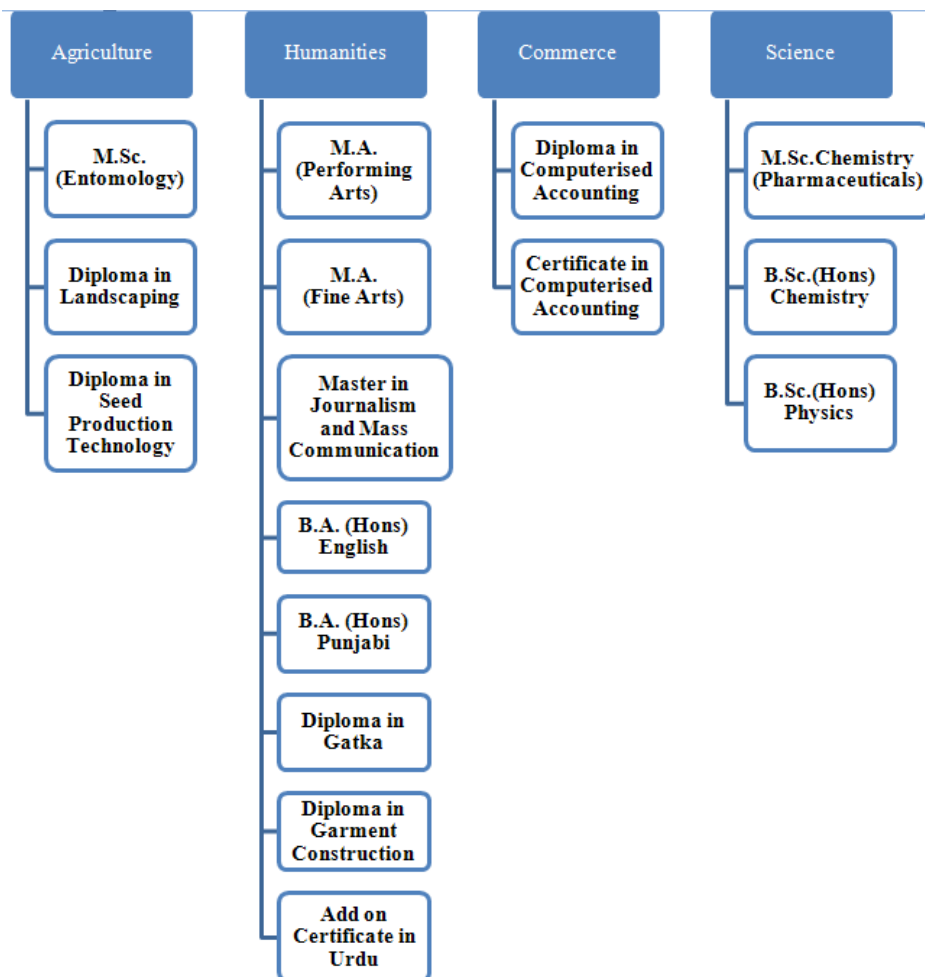 Agriculture
M.Sc.
(Entomology)
Diploma in
Landscaping
Diploma in
Seed
Production
Technology
Humanities
M.A.
(Performing
Arts)
M.A.
(Fine Arts)
Master in
Journalism
and Mass
Communication
B.A. (Hons)
English
B.A. (Hons)
Punjabi
Diploma in
Gatka
Diploma in
Garment
Construction
Add on
Certificate in
Urdu
Commerce
Diploma in
Computerised
Accounting
Certificate in
Computerised
Accounting
Science
M.Sc.Chemistry
(Pharmaceuticals)
B.Sc.(Hons)
Chemistry
B.Sc.(Hons)
Physics